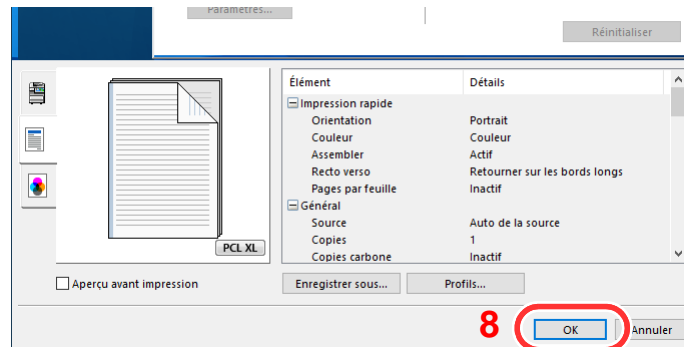 Paramètres...
Réinitialiser
Élément Détails
Impression rapide
Orientation Portrait
Couleur Couleur
Assembler Actif
Recto verso Retourner sur les bords longs
Pages par feuille Inactif
Général
Source Auto de la source
Copies 1
Copies carbone Inactif
PCL XL
Aperçu avant impression
Enregistrer sous... Profils...
8 OK Annuler